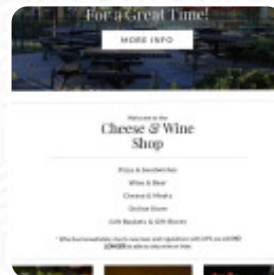 For a Great Time!
MORE INFO
Welcome to the
Cheese & Wine
Shop
Pizza & Sandwiches
Wine & Beer
Cheese & Meats
Online Store
Gift Baskets & Gift Boxes